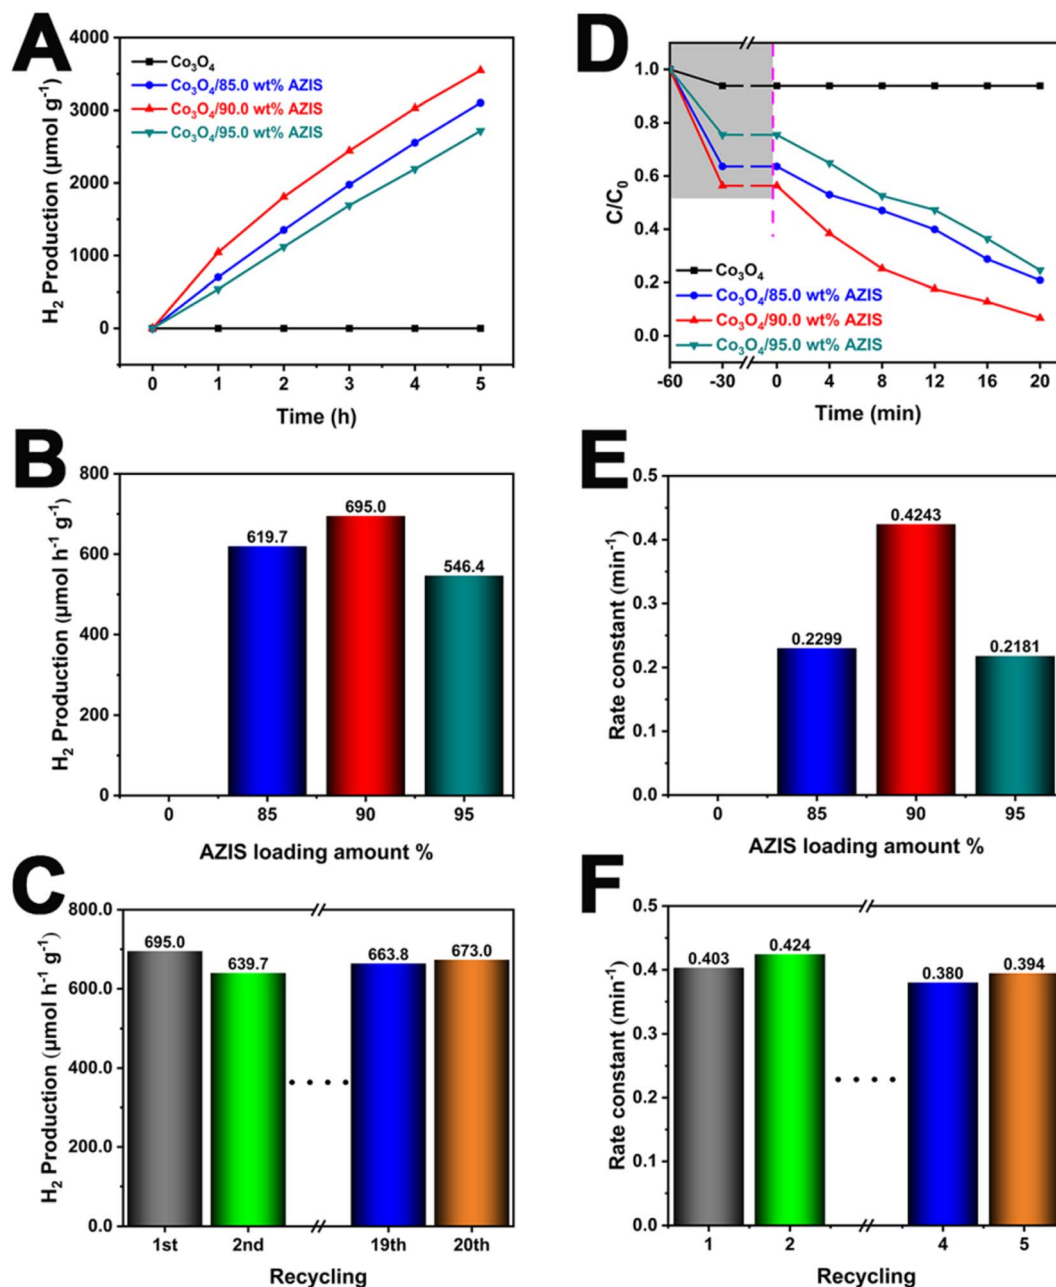 A
H₂ Production (µmol g⁻¹)
4000
3000
2000
1000
0
Co₃O₄
Co₃O₄/85.0 wt% AZIS
Co₃O₄/90.0 wt% AZIS
Co₃O₄/95.0 wt% AZIS
0 1 2 3 4 5
Time (h)
D
C/C₀
1.0
0.8
0.6
0.4
0.2
0.0
Co₃O₄
Co₃O₄/85.0 wt% AZIS
Co₃O₄/90.0 wt% AZIS
Co₃O₄/95.0 wt% AZIS
-60 -30 0 4 8 12 16 20
Time (min)
B
H₂ Production (µmol h⁻¹ g⁻¹)
800
600
400
200
0
619.7
695.0
546.4
0 85 90 95
AZIS loading amount %
E
Rate constant (min⁻¹)
0.5
0.4
0.3
0.2
0.1
0.0
0.2299
0.4243
0.2181
0 85 90 95
AZIS loading amount %
C
H₂ Production (µmol h⁻¹ g⁻¹)
800.0
600.0
400.0
200.0
0.0
695.0
639.7
663.8
673.0
1st 2nd 19th 20th
Recycling
F
Rate constant (min⁻¹)
0.5
0.4
0.3
0.2
0.1
0.0
0.403
0.424
0.380
0.394
1 2 4 5
Recycling